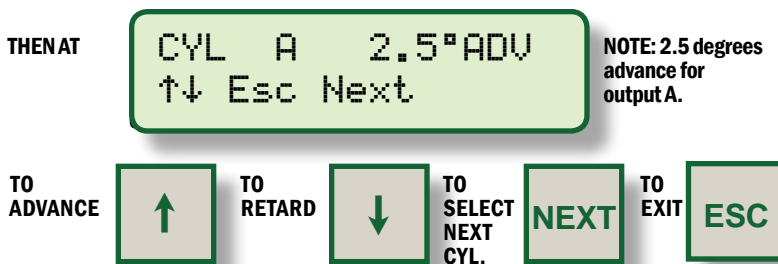 THEN AT
CYL A 2.5°ADV
↑↓ Esc Next
NOTE: 2.5 degrees
advance for
output A.
TO
ADVANCE
↑
TO
RETARD
↓
TO
SELECT
NEXT
CYL.
NEXT
TO
EXIT
ESC